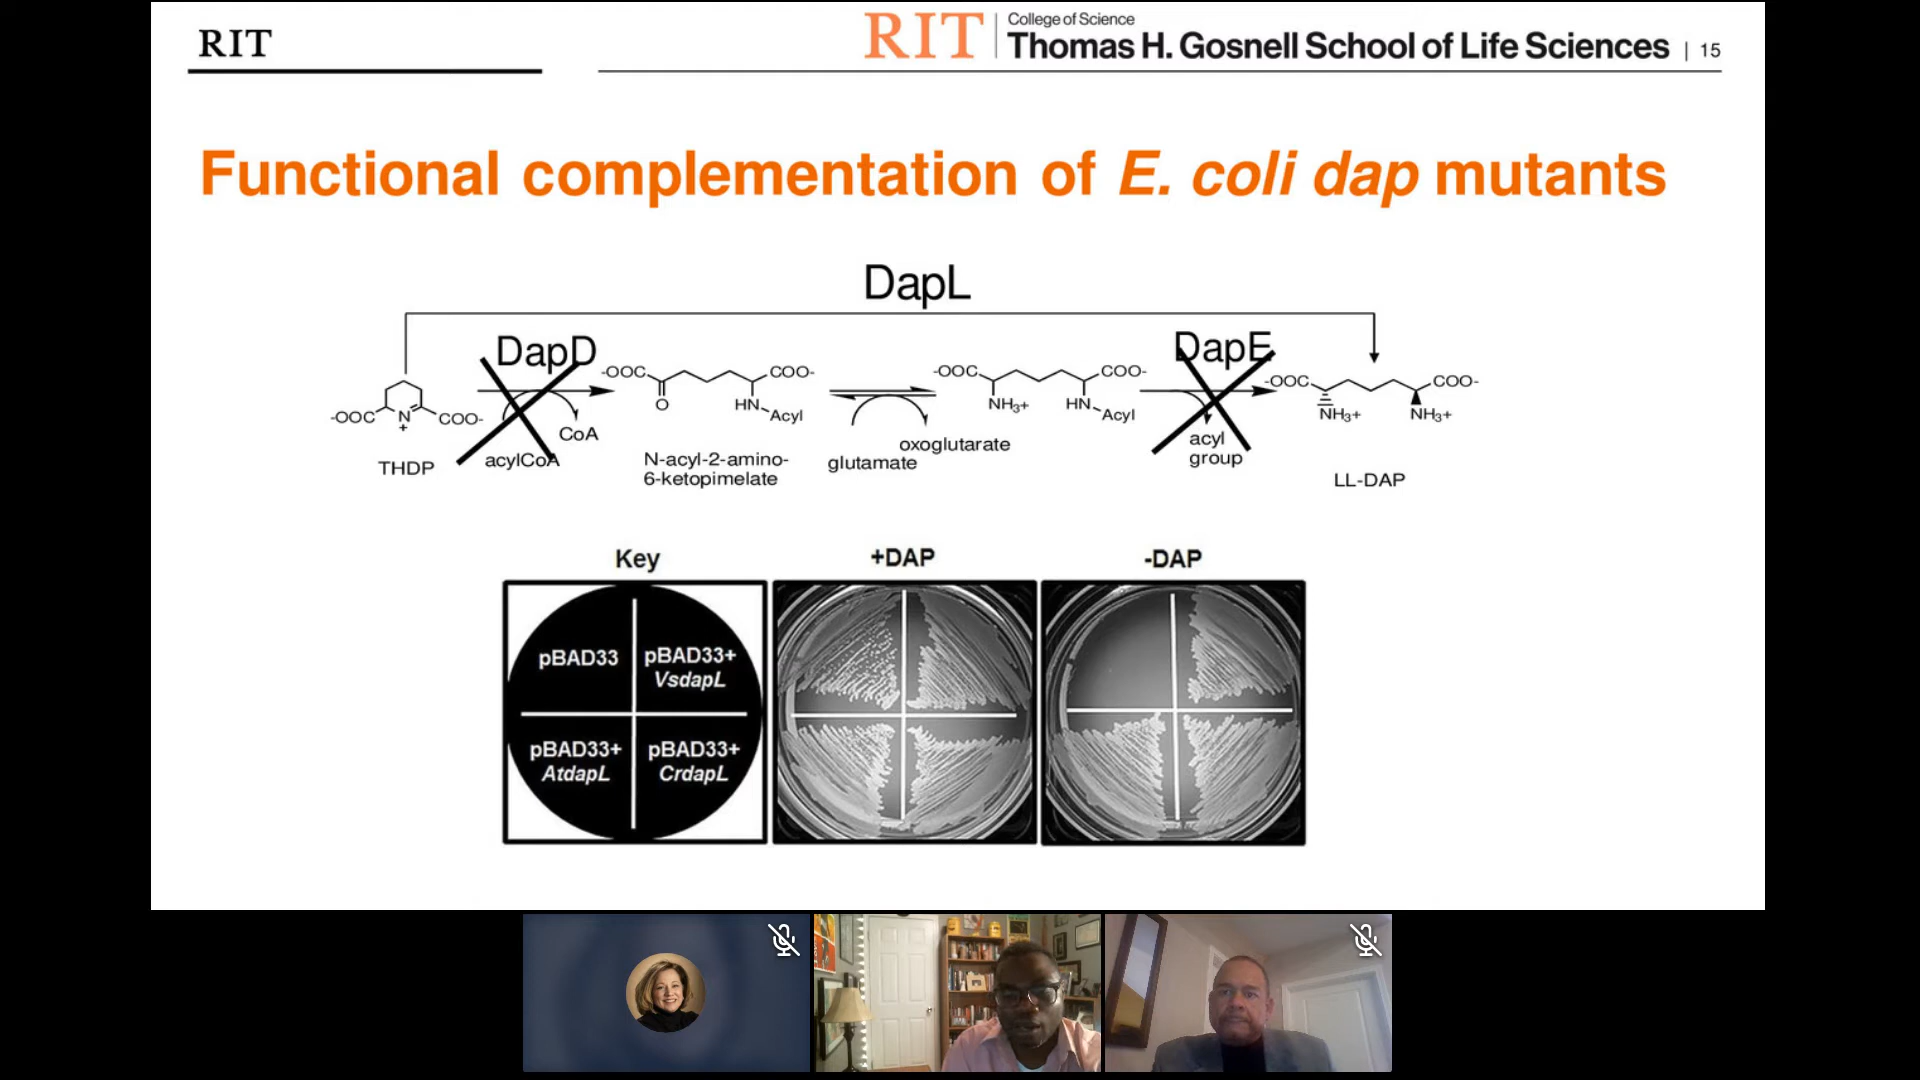 RIT
RIT
College of Science
Thomas H. Gosnell School of Life Sciences | 15
Functional complementation of E. coli dap mutants
DapL
DapD
DapE
-OOC
N
+
COO-
THDP
acylCoA
CoA
-OOC
COO-
O
HN
Acyl
N-acyl-2-amino-
6-ketopimelate
glutamate
oxoglutarate
-OOC
COO-
NH3+
HN
Acyl
acyl
group
-OOC
COO-
NH3+
NH3+
LL-DAP
Key
+DAP
-DAP
pBAD33
pBAD33+
VsdapL
pBAD33+
AtdapL
pBAD33+
CrdapL